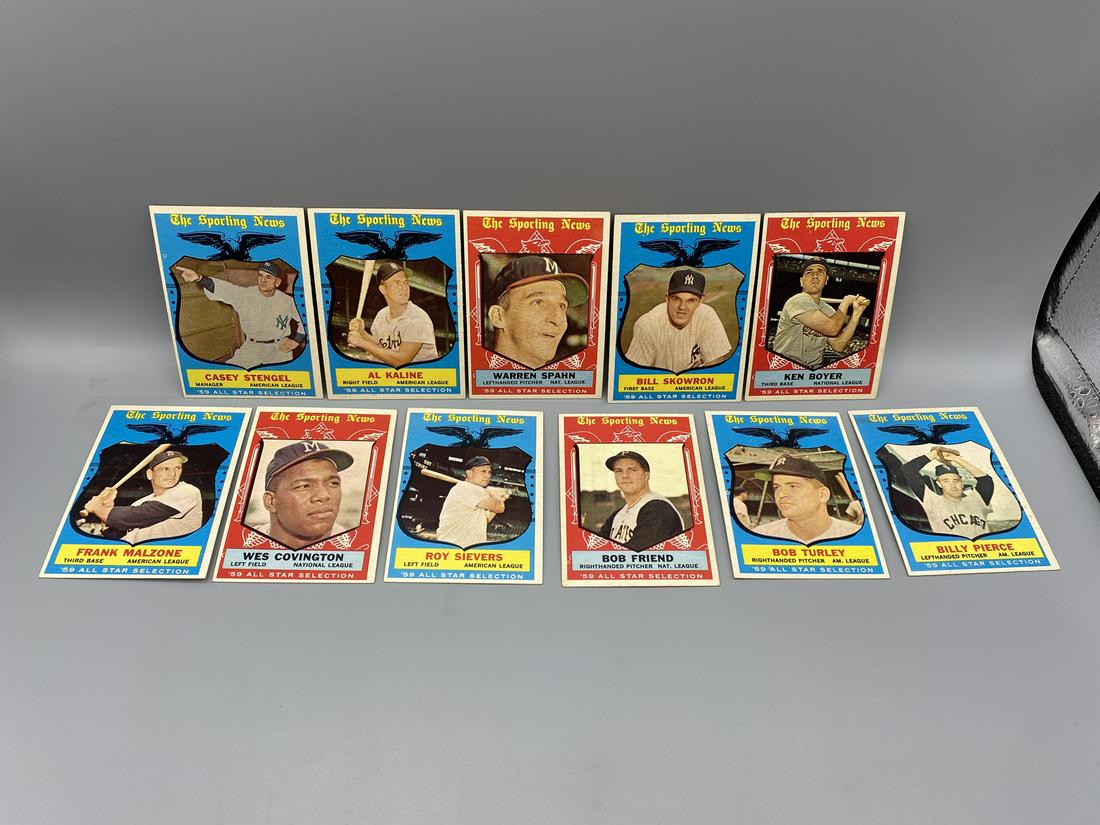 The Sporting News
CASEY STENGEL
MANAGER AMERICAN LEAGUE
'59 ALL STAR SELECTION
The Sporting News
AL KALINE
RIGHT FIELD AMERICAN LEAGUE
'59 ALL STAR SELECTION
The Sporting News
M
WARREN SPAHN
LEFTHANDED PITCHER NAT. LEAGUE
'59 ALL STAR SELECTION
The Sporting News
NY
BILL SKOWRON
FIRST BASE AMERICAN LEAGUE
'59 ALL STAR SELECTION
The Sporting News
KEN BOYER
THIRD BASE NATIONAL LEAGUE
'59 ALL STAR SELECTION
The Sporting News
FRANK MALZONE
THIRD BASE AMERICAN LEAGUE
'59 ALL STAR SELECTION
The Sporting News
M
WES COVINGTON
LEFT FIELD NATIONAL LEAGUE
'59 ALL STAR SELECTION
The Sporting News
ROY SIEVERS
LEFT FIELD AMERICAN LEAGUE
'59 ALL STAR SELECTION
The Sporting News
BOB FRIEND
RIGHTHANDED PITCHER NAT. LEAGUE
'59 ALL STAR SELECTION
The Sporting News
NY
BOB TURLEY
RIGHTHANDED PITCHER AM. LEAGUE
'59 ALL STAR SELECTION
The Sporting News
CHICAGO
BILLY PIERCE
LEFTHANDED PITCHER AM. LEAGUE
'59 ALL STAR SELECTION